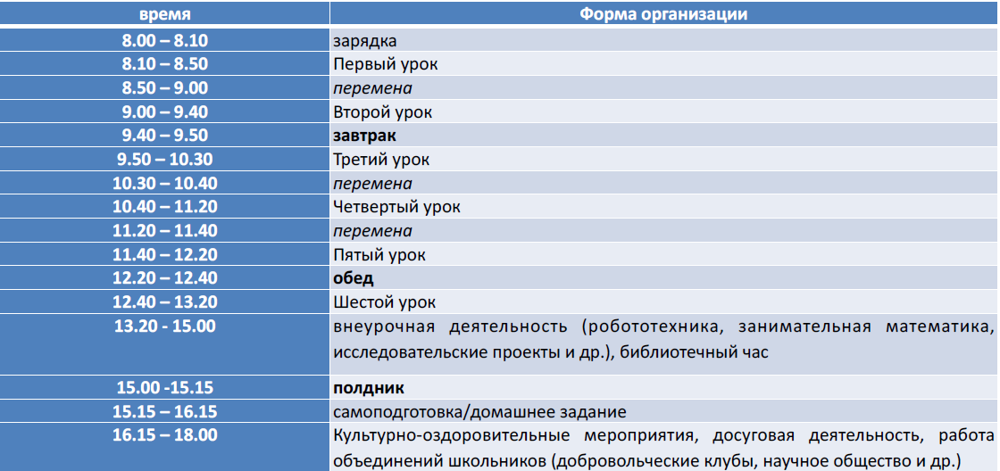 время Форма организации
8.00 – 8.10 зарядка
8.10 – 8.50 Первый урок
8.50 – 9.00 перемена
9.00 – 9.40 Второй урок
9.40 – 9.50 завтрак
9.50 – 10.30 Третий урок
10.30 – 10.40 перемена
10.40 – 11.20 Четвертый урок
11.20 – 11.40 перемена
11.40 – 12.20 Пятый урок
12.20 – 12.40 обед
12.40 – 13.20 Шестой урок
13.20 - 15.00 внеурочная деятельность (робототехника, занимательная математика,
исследовательские проекты и др.), библиотечный час
15.00 -15.15 полдник
15.15 – 16.15 самоподготовка/домашнее задание
16.15 – 18.00 Культурно-оздоровительные мероприятия, досуговая деятельность, работа
объединений школьников (добровольческие клубы, научное общество и др.)